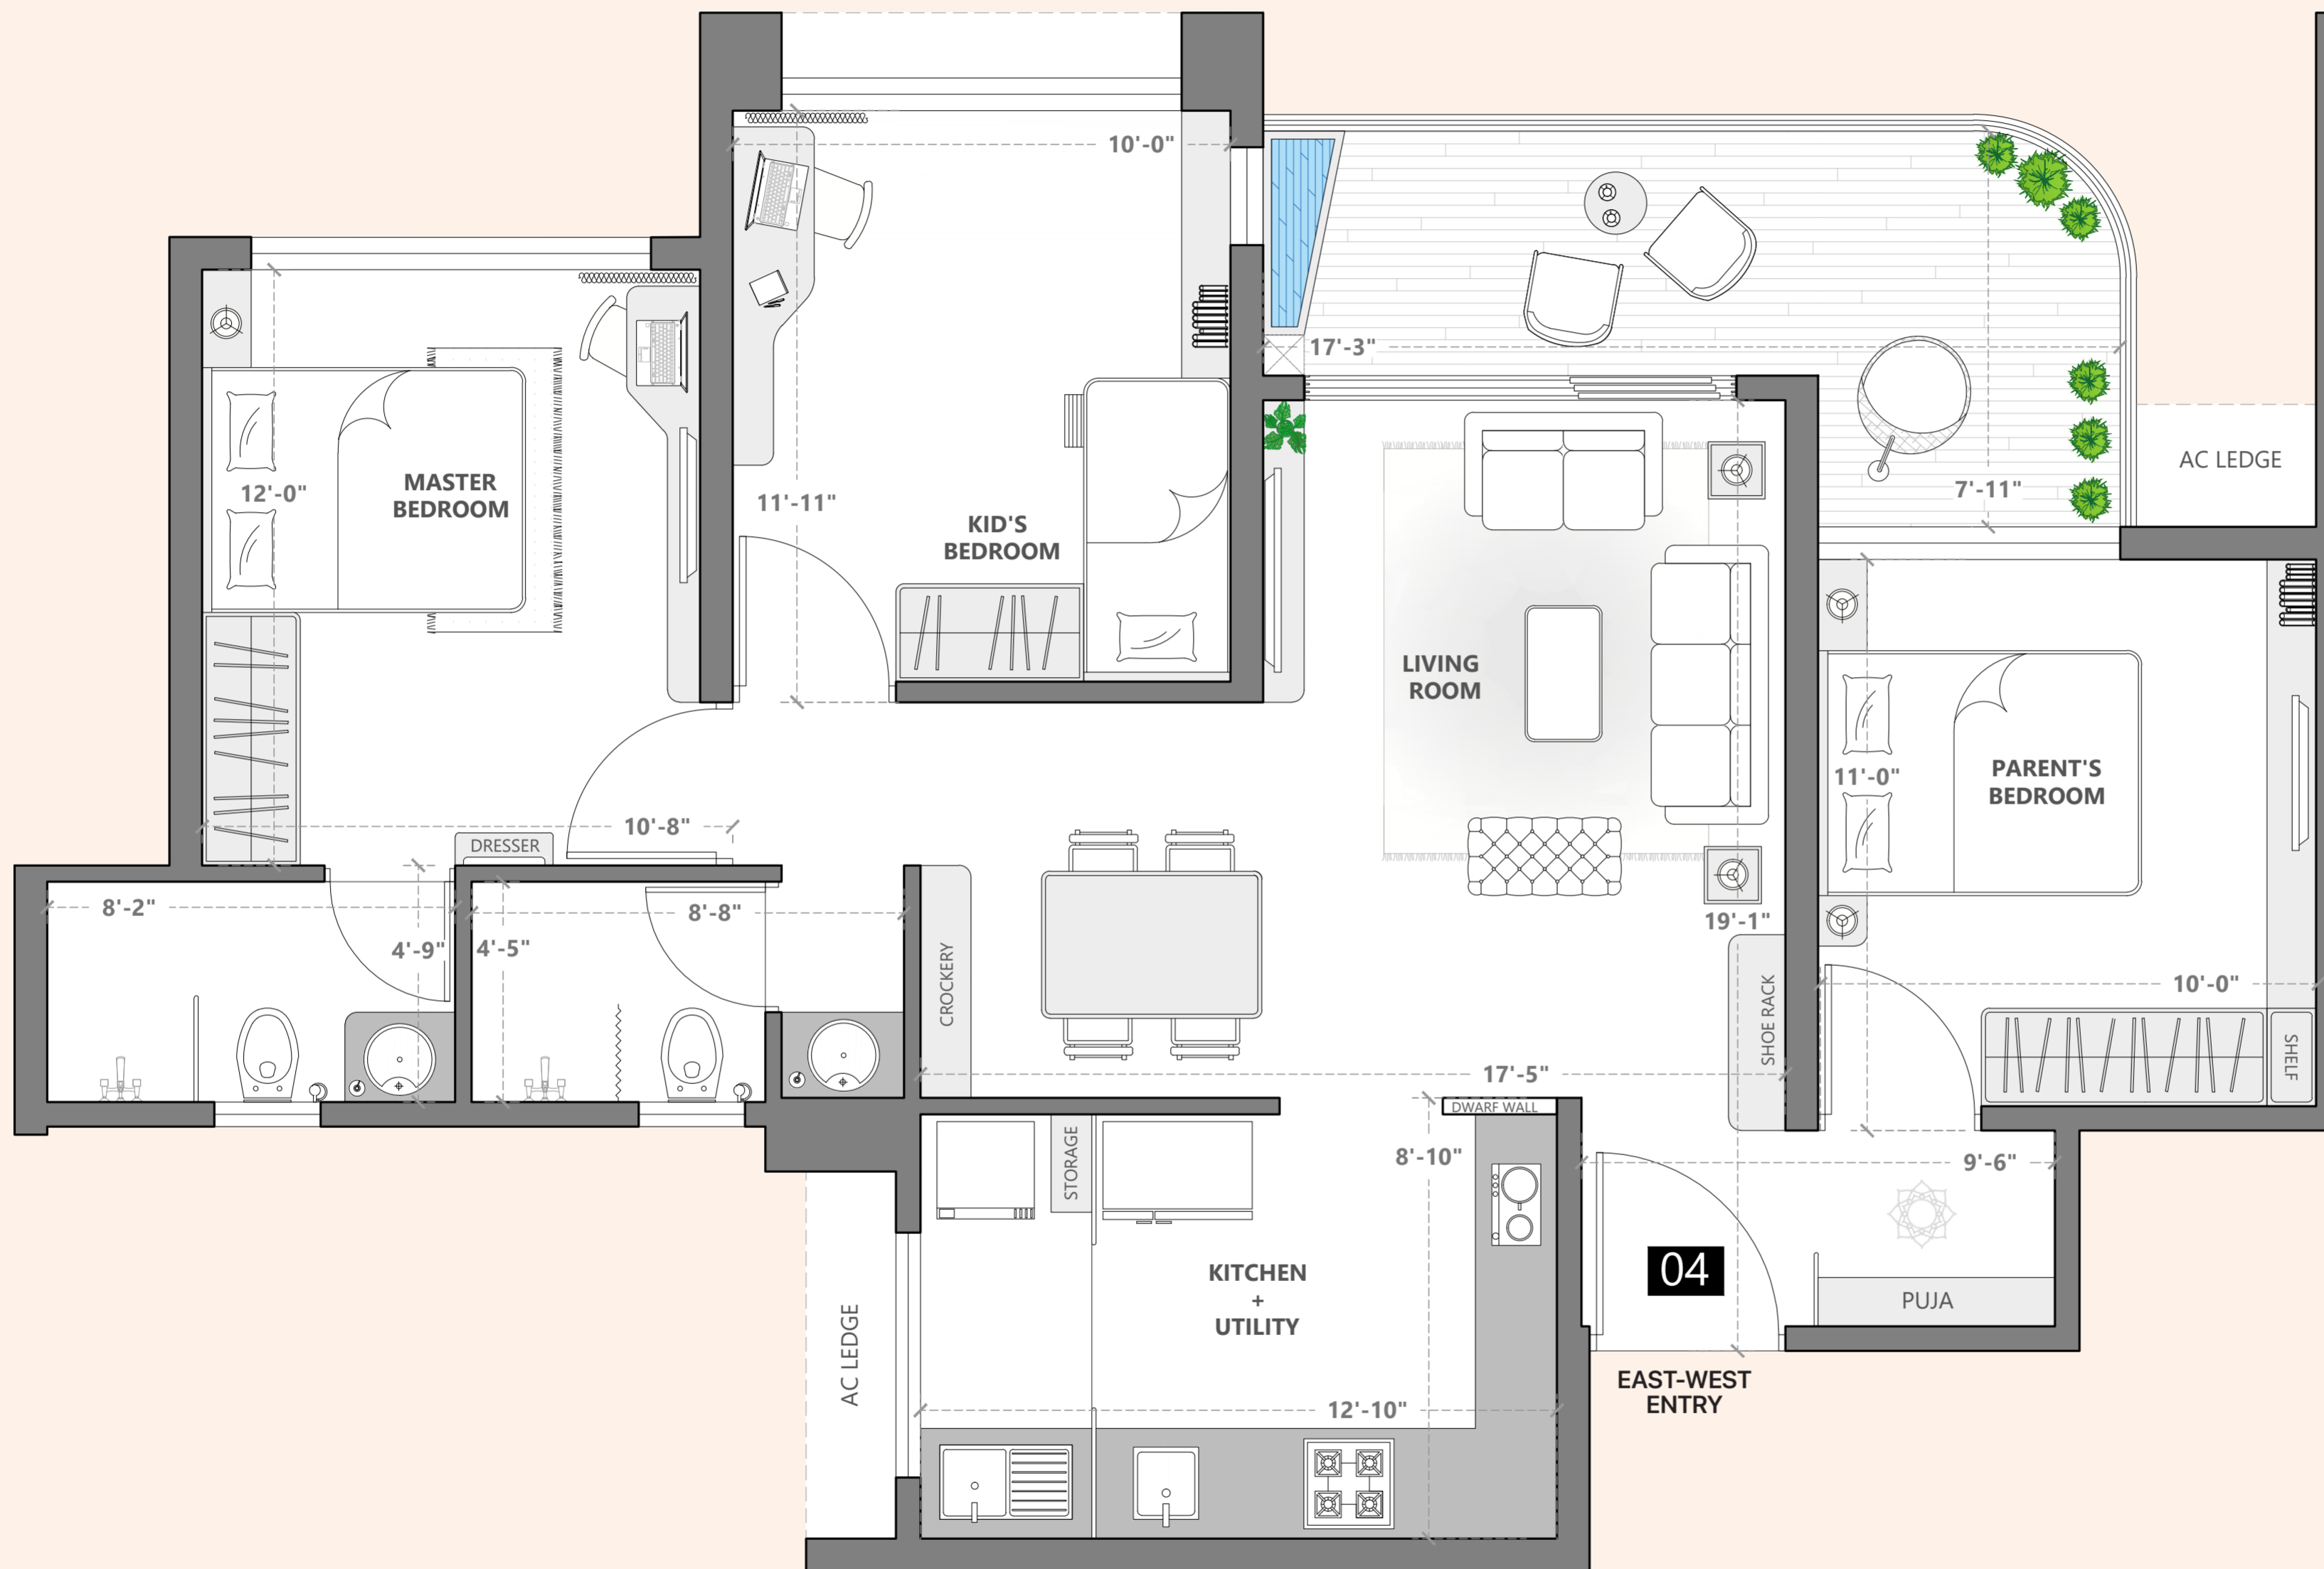 10'-0"
17'-3"
AC LEDGE
MASTER
BEDROOM
12'-0"
11'-11"
KID'S
BEDROOM
7'-11"
LIVING
ROOM
PARENT'S
BEDROOM
11'-0"
10'-8"
DRESSER
8'-2"
4'-9"
4'-5"
8'-8"
CROCKERY
19'-1"
SHOE RACK
10'-0"
SHELF
17'-5"
DWARF WALL
STORAGE
8'-10"
9'-6"
KITCHEN
+
UTILITY
04
PUJA
AC LEDGE
12'-10"
EAST-WEST
ENTRY